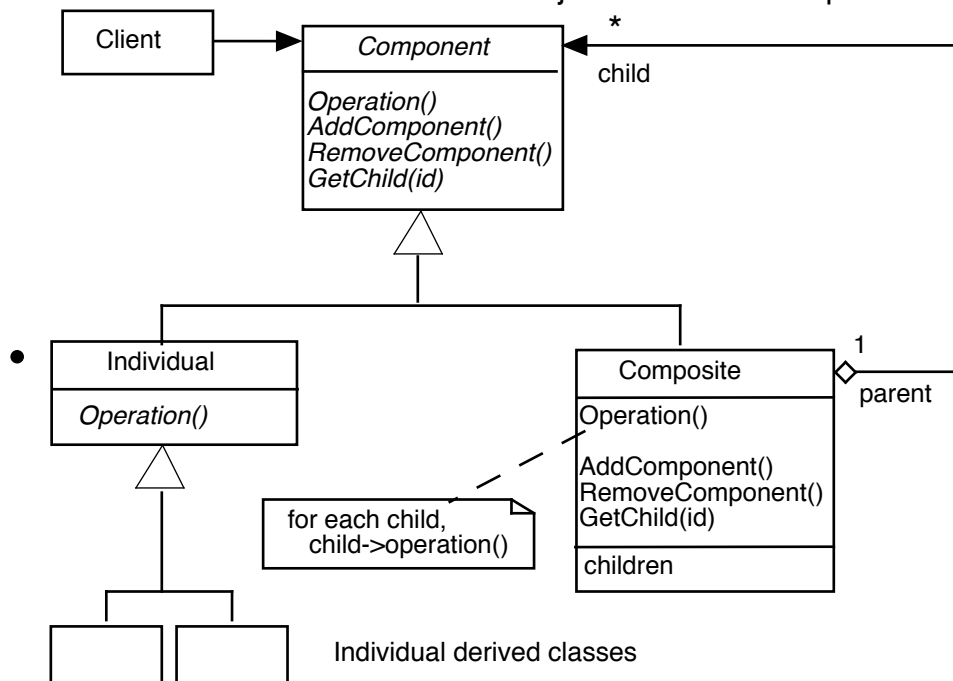 Client
Component
*
child
Operation()
AddComponent()
RemoveComponent()
GetChild(id)
• Individual
Operation()
Composite
1
parent
Operation()
AddComponent()
RemoveComponent()
GetChild(id)
children
for each child,
child->operation()
Individual derived classes